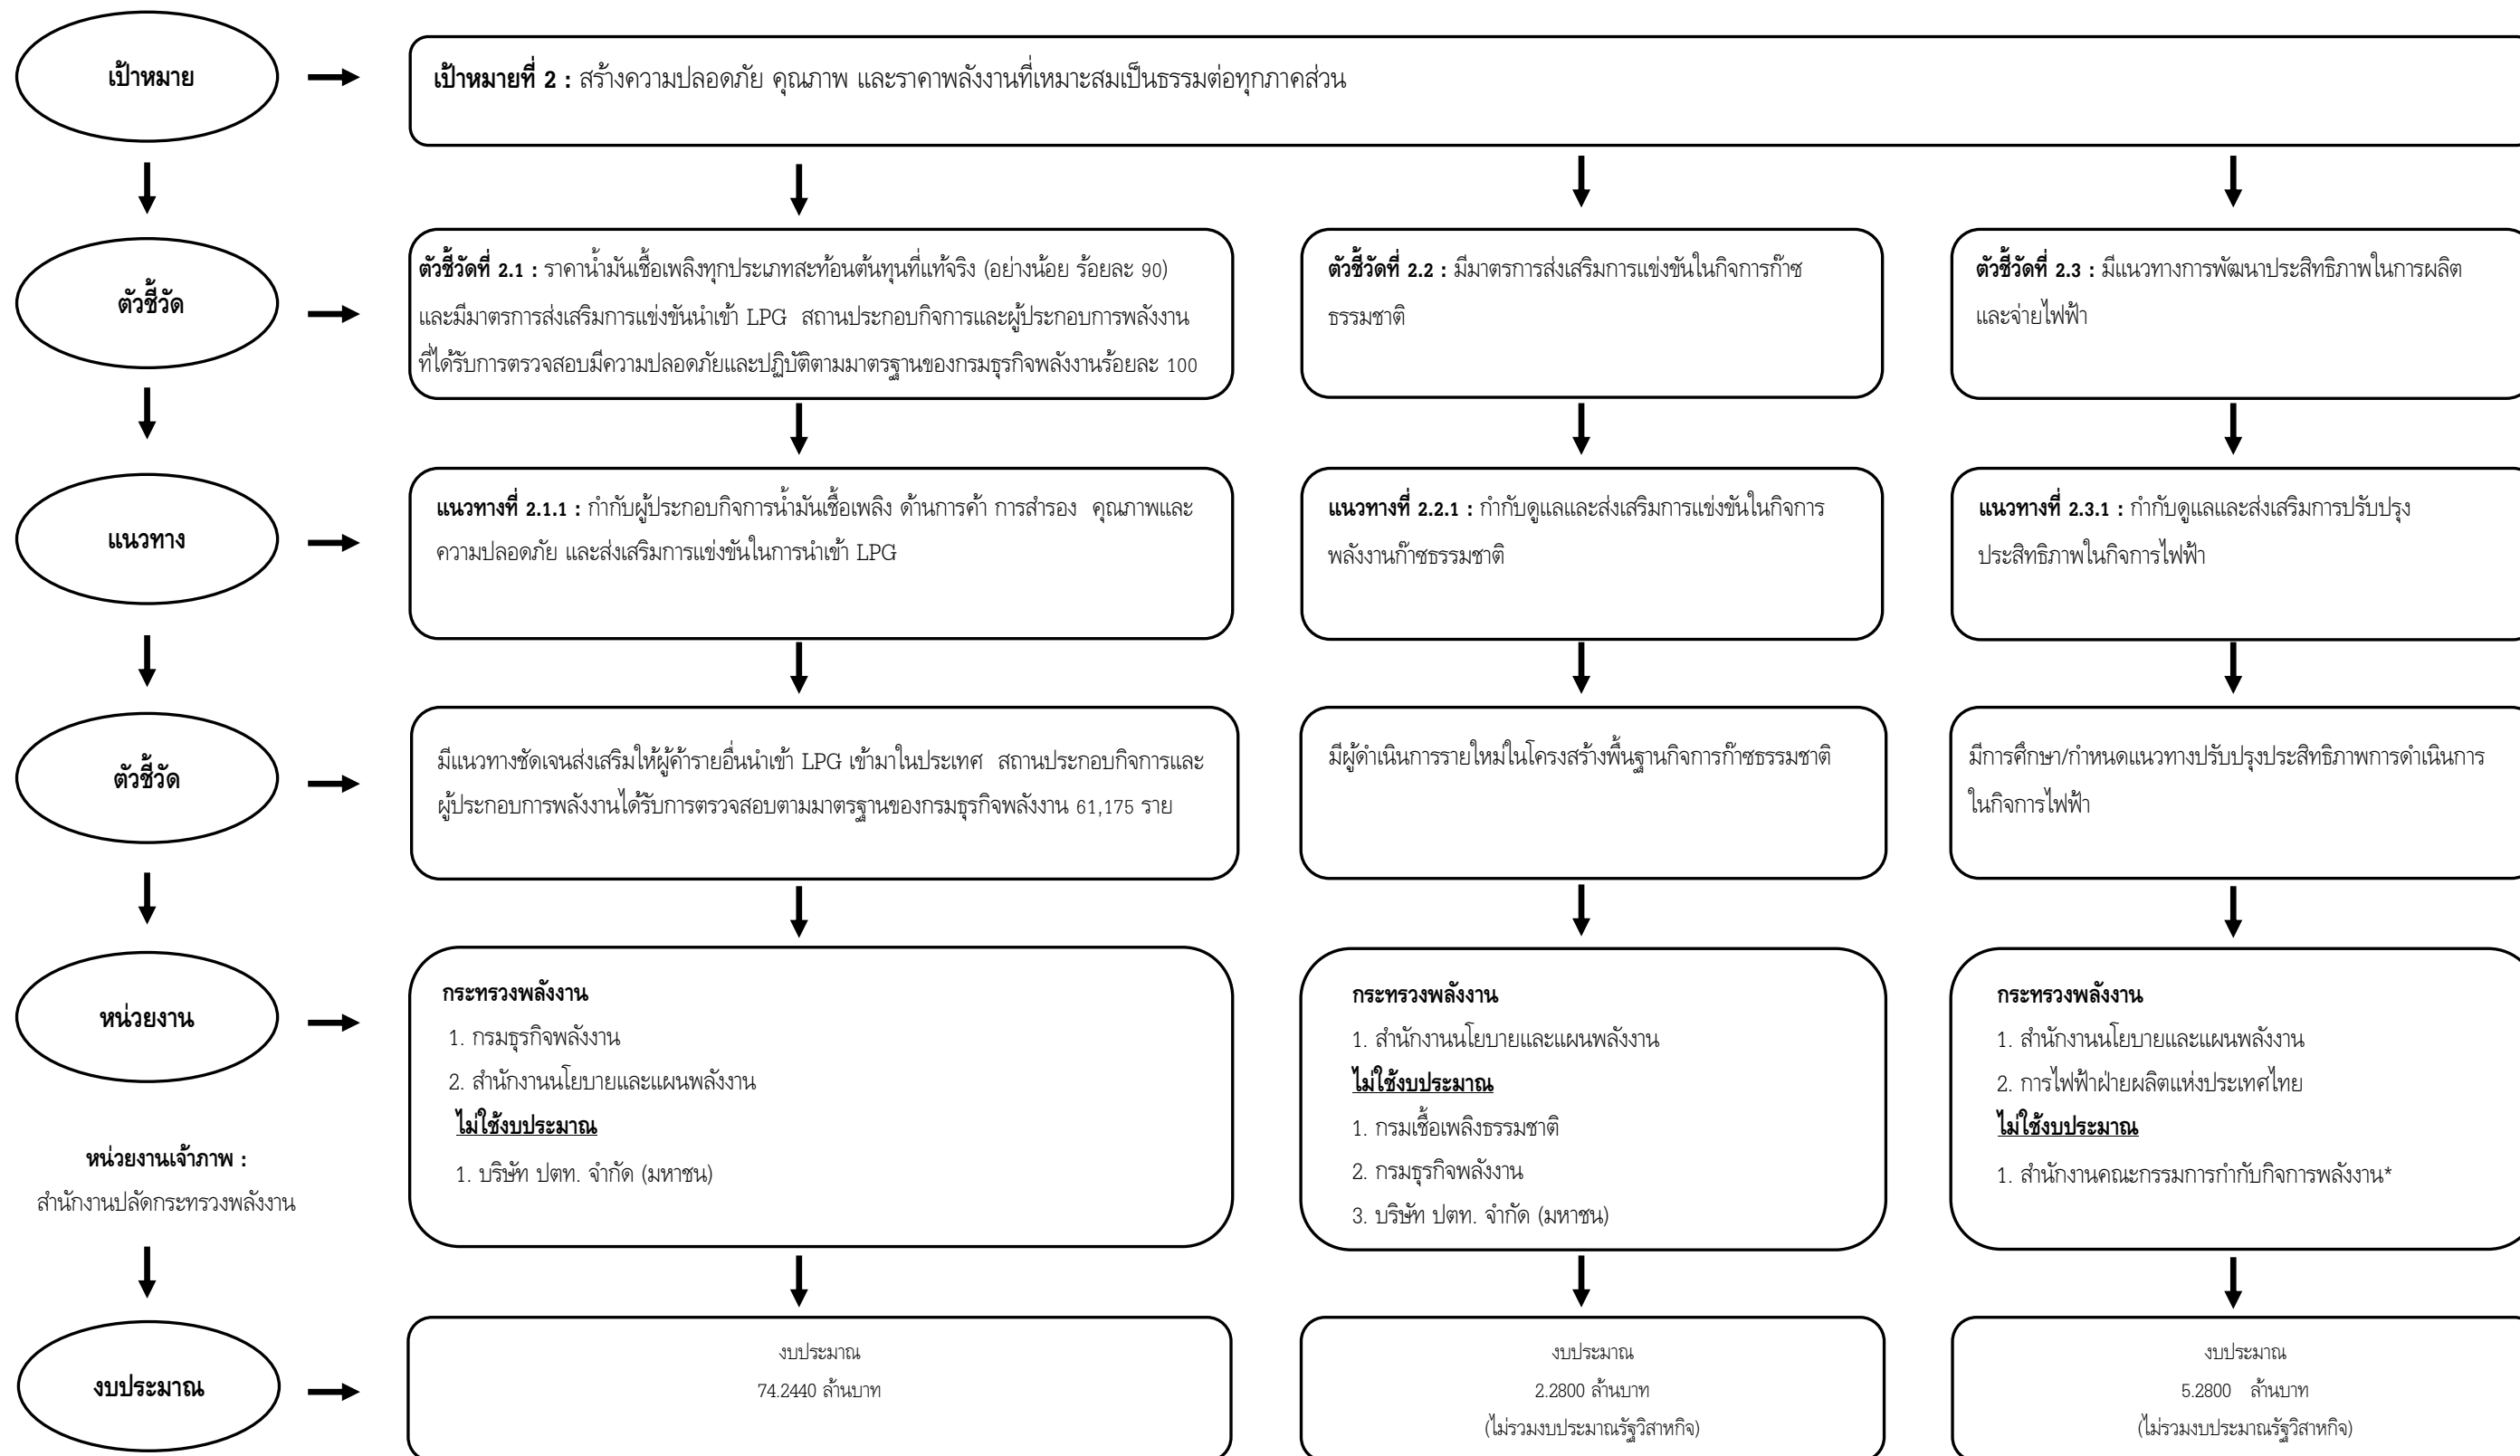 เป้าหมาย
เป้าหมายที่ 2 : สร้างความปลอดภัย คุณภาพ และราคาพลังงานที่เหมาะสมเป็นธรรมต่อทุกภาคส่วน
ตัวชี้วัด
ตัวชี้วัดที่ 2.1 : ราคาน้ำมันเชื้อเพลิงทุกประเภทสะท้อนต้นทุนที่แท้จริง (อย่างน้อย ร้อยละ 90)
และมีมาตรการส่งเสริมการแข่งขันนำเข้า LPG สถานประกอบกิจการและผู้ประกอบการพลังงาน
ที่ได้รับการตรวจสอบมีความปลอดภัยและปฏิบัติตามมาตรฐานของกรมธุรกิจพลังงานร้อยละ 100
ตัวชี้วัดที่ 2.2 : มีมาตรการส่งเสริมการแข่งขันในกิจการก๊าซ
ธรรมชาติ
ตัวชี้วัดที่ 2.3 : มีแนวทางการพัฒนาประสิทธิภาพในการผลิต
และจ่ายไฟฟ้า
แนวทาง
แนวทางที่ 2.1.1 : กำกับผู้ประกอบกิจการน้ำมันเชื้อเพลิง ด้านการค้า การสำรอง คุณภาพและ
ความปลอดภัย และส่งเสริมการแข่งขันในการนำเข้า LPG
แนวทางที่ 2.2.1 : กำกับดูแลและส่งเสริมการแข่งขันในกิจการ
พลังงานก๊าซธรรมชาติ
แนวทางที่ 2.3.1 : กำกับดูแลและส่งเสริมการปรับปรุง
ประสิทธิภาพในกิจการไฟฟ้า
ตัวชี้วัด
มีแนวทางชัดเจนส่งเสริมให้ผู้ค้ารายอื่นนำเข้า LPG เข้ามาในประเทศ สถานประกอบกิจการและ
ผู้ประกอบการพลังงานได้รับการตรวจสอบตามมาตรฐานของกรมธุรกิจพลังงาน 61,175 ราย
มีผู้ดำเนินการรายใหม่ในโครงสร้างพื้นฐานกิจการก๊าซธรรมชาติ
มีการศึกษา/กำหนดแนวทางปรับปรุงประสิทธิภาพการดำเนินการ
ในกิจการไฟฟ้า
หน่วยงาน
หน่วยงานเจ้าภาพ :
สำนักงานปลัดกระทรวงพลังงาน
กระทรวงพลังงาน
1. กรมธุรกิจพลังงาน
2. สำนักงานนโยบายและแผนพลังงาน
ไม่ใช้งบประมาณ
1. บริษัท ปตท. จำกัด (มหาชน)
กระทรวงพลังงาน
1. สำนักงานนโยบายและแผนพลังงาน
ไม่ใช้งบประมาณ
1. กรมเชื้อเพลิงธรรมชาติ
2. กรมธุรกิจพลังงาน
3. บริษัท ปตท. จำกัด (มหาชน)
กระทรวงพลังงาน
1. สำนักงานนโยบายและแผนพลังงาน
2. การไฟฟ้าฝ่ายผลิตแห่งประเทศไทย
ไม่ใช้งบประมาณ
1. สำนักงานคณะกรรมการกำกับกิจการพลังงาน*
งบประมาณ
งบประมาณ
74.2440 ล้านบาท
งบประมาณ
2.2800 ล้านบาท
(ไม่รวมงบประมาณรัฐวิสาหกิจ)
งบประมาณ
5.2800 ล้านบาท
(ไม่รวมงบประมาณรัฐวิสาหกิจ)